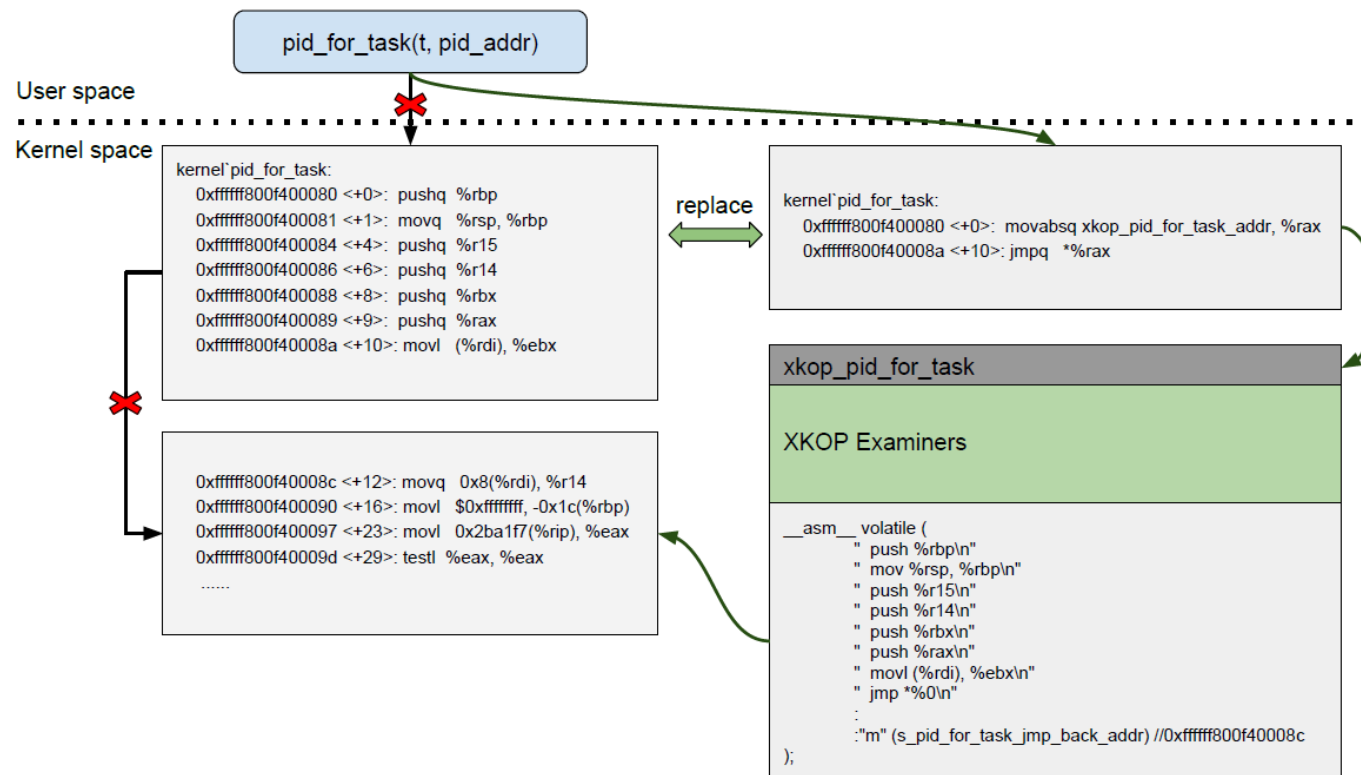 pid_for_task(t, pid_addr)
User space
Kernel space
kernel`pid_for_task:
0xffffff800f400080 <+0>: pushq %rbp
0xffffff800f400081 <+1>: movq %rsp, %rbp
0xffffff800f400084 <+4>: pushq %r15
0xffffff800f400086 <+6>: pushq %r14
0xffffff800f400088 <+8>: pushq %rbx
0xffffff800f400089 <+9>: pushq %rax
0xffffff800f40008a <+10>: movl (%rdi), %ebx
replace
kernel`pid_for_task:
0xffffff800f400080 <+0>: movabsq xkop_pid_for_task_addr, %rax
0xffffff800f40008a <+10>: jmpq *%rax
0xffffff800f40008c <+12>: movq 0x8(%rdi), %r14
0xffffff800f400090 <+16>: movl $0xffffffff, -0x1c(%rbp)
0xffffff800f400097 <+23>: movl 0x2ba1f7(%rip), %eax
0xffffff800f40009d <+29>: testl %eax, %eax
......
xkop_pid_for_task
XKOP Examiners
__asm__ volatile (
" push %rbp\n"
" mov %rsp, %rbp\n"
" push %r15\n"
" push %r14\n"
" push %rbx\n"
" push %rax\n"
" movl (%rdi), %ebx\n"
" jmp *%0\n"
:
:"m" (s_pid_for_task_jmp_back_addr) //0xffffff800f40008c
);